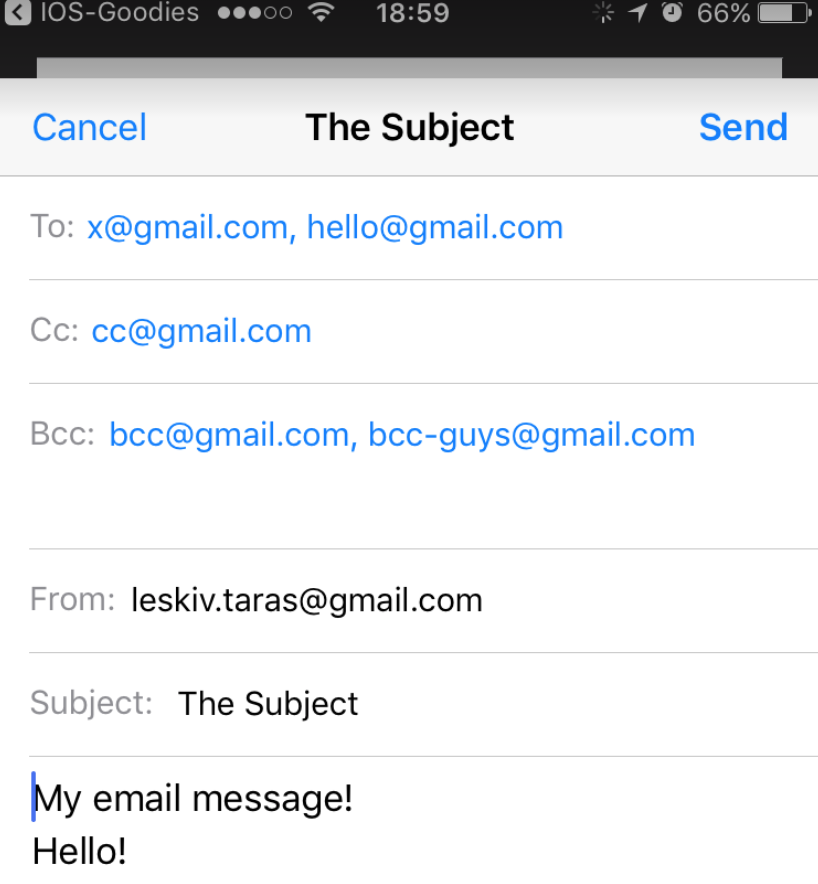 IOS-Goodies 18:59 66%
Cancel The Subject Send
To: x@gmail.com, hello@gmail.com
Cc: cc@gmail.com
Bcc: bcc@gmail.com, bcc-guys@gmail.com
From: leskiv.taras@gmail.com
Subject: The Subject
My email message!
Hello!